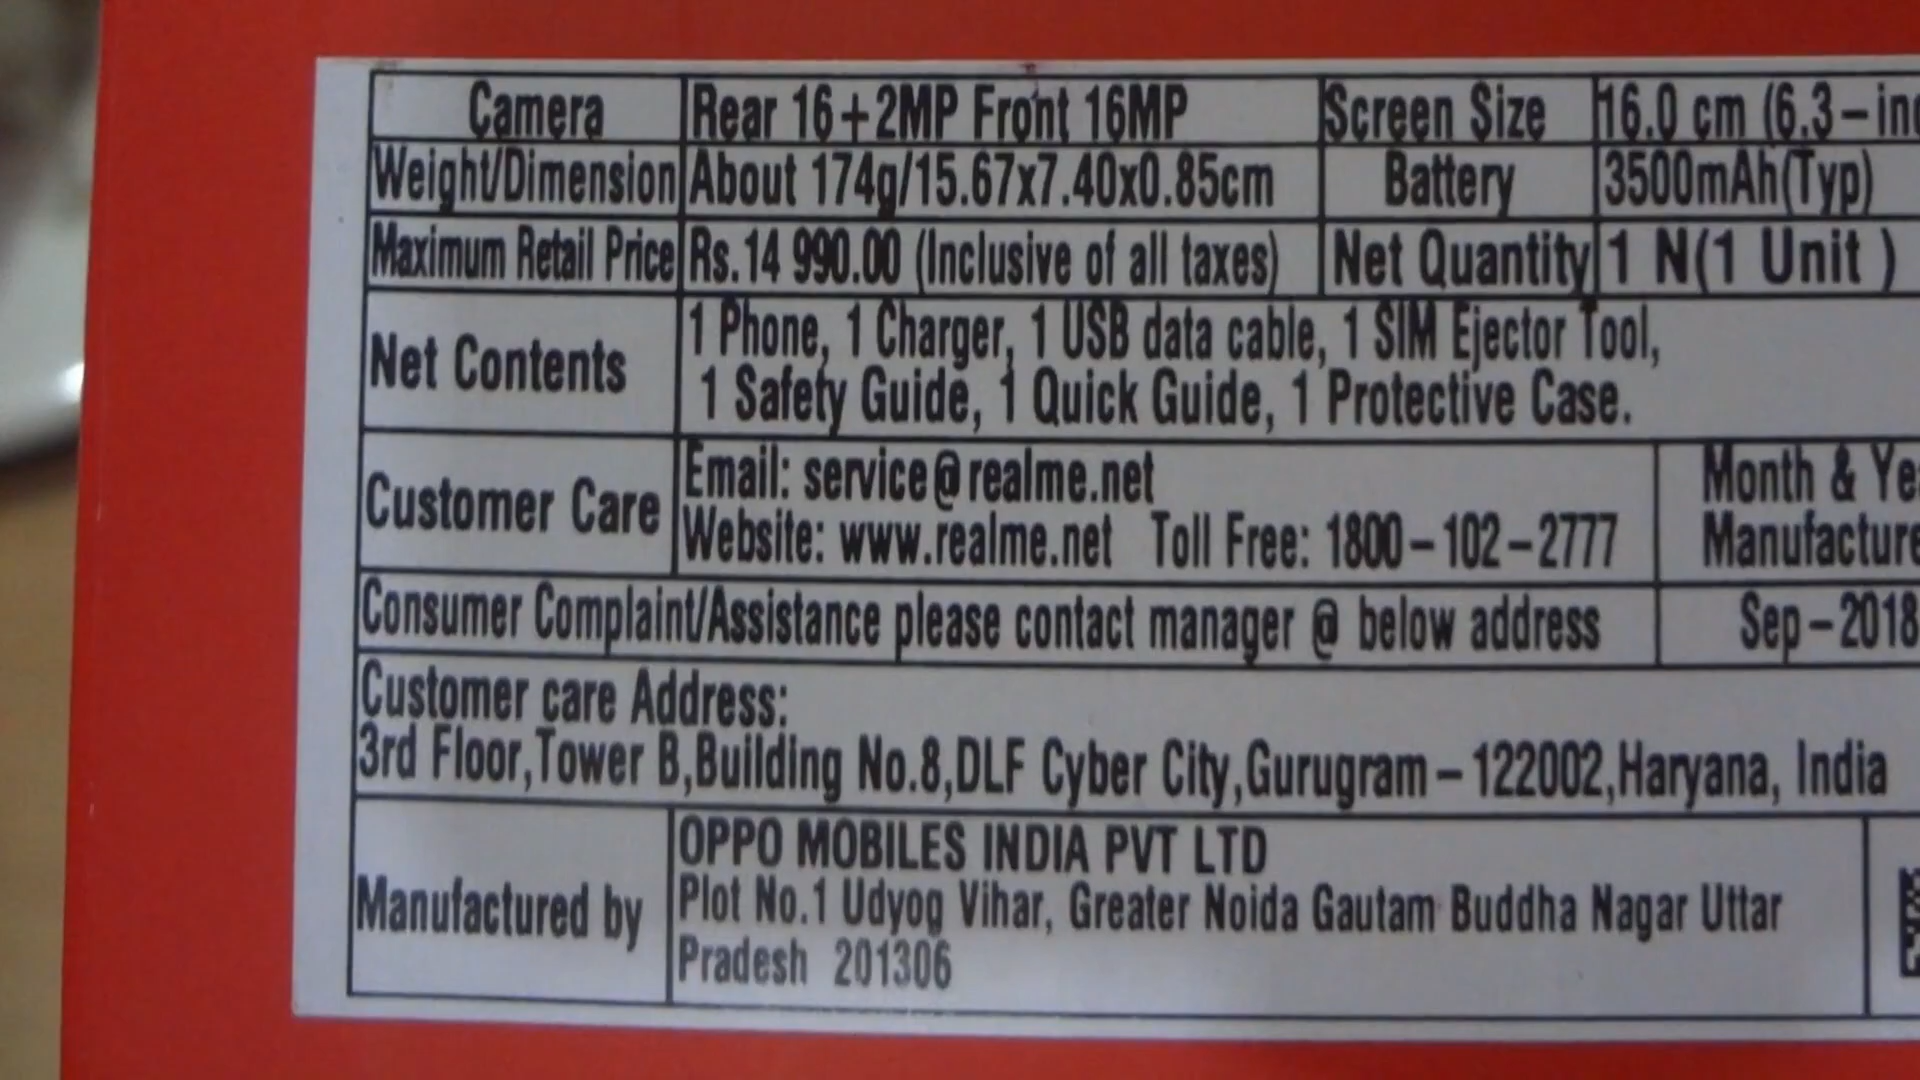 Camera Rear 16+2MP Front 16MP Screen Size 16.0 cm (6.3-
Weight/Dimension About 174g/15.67x7.40x0.85cm Battery 3500mAh(Typ)
Maximum Retail Price Rs.14 990.00 (Inclusive of all taxes) Net Quantity 1 N(1 Unit )
Net Contents
1 Phone, 1 Charger, 1 USB data cable, 1 SIM Ejector Tool,
1 Safety Guide, 1 Quick Guide, 1 Protective Case.
Customer Care
Email: service@realme.net
Website: www.realme.net Toll Free: 1800-102-2777
Month &
Consumer Complaint/Assistance please contact manager @ below address
Sep-2018
Customer care Address:
3rd Floor,Tower B,Building No.8,DLF Cyber City,Gurugram-122002,Haryana, India
Manufactured by
OPPO MOBILES INDIA PVT LTD
Plot No.1 Udyog Vihar, Greater Noida Gautam Buddha Nagar Uttar
Pradesh 201306